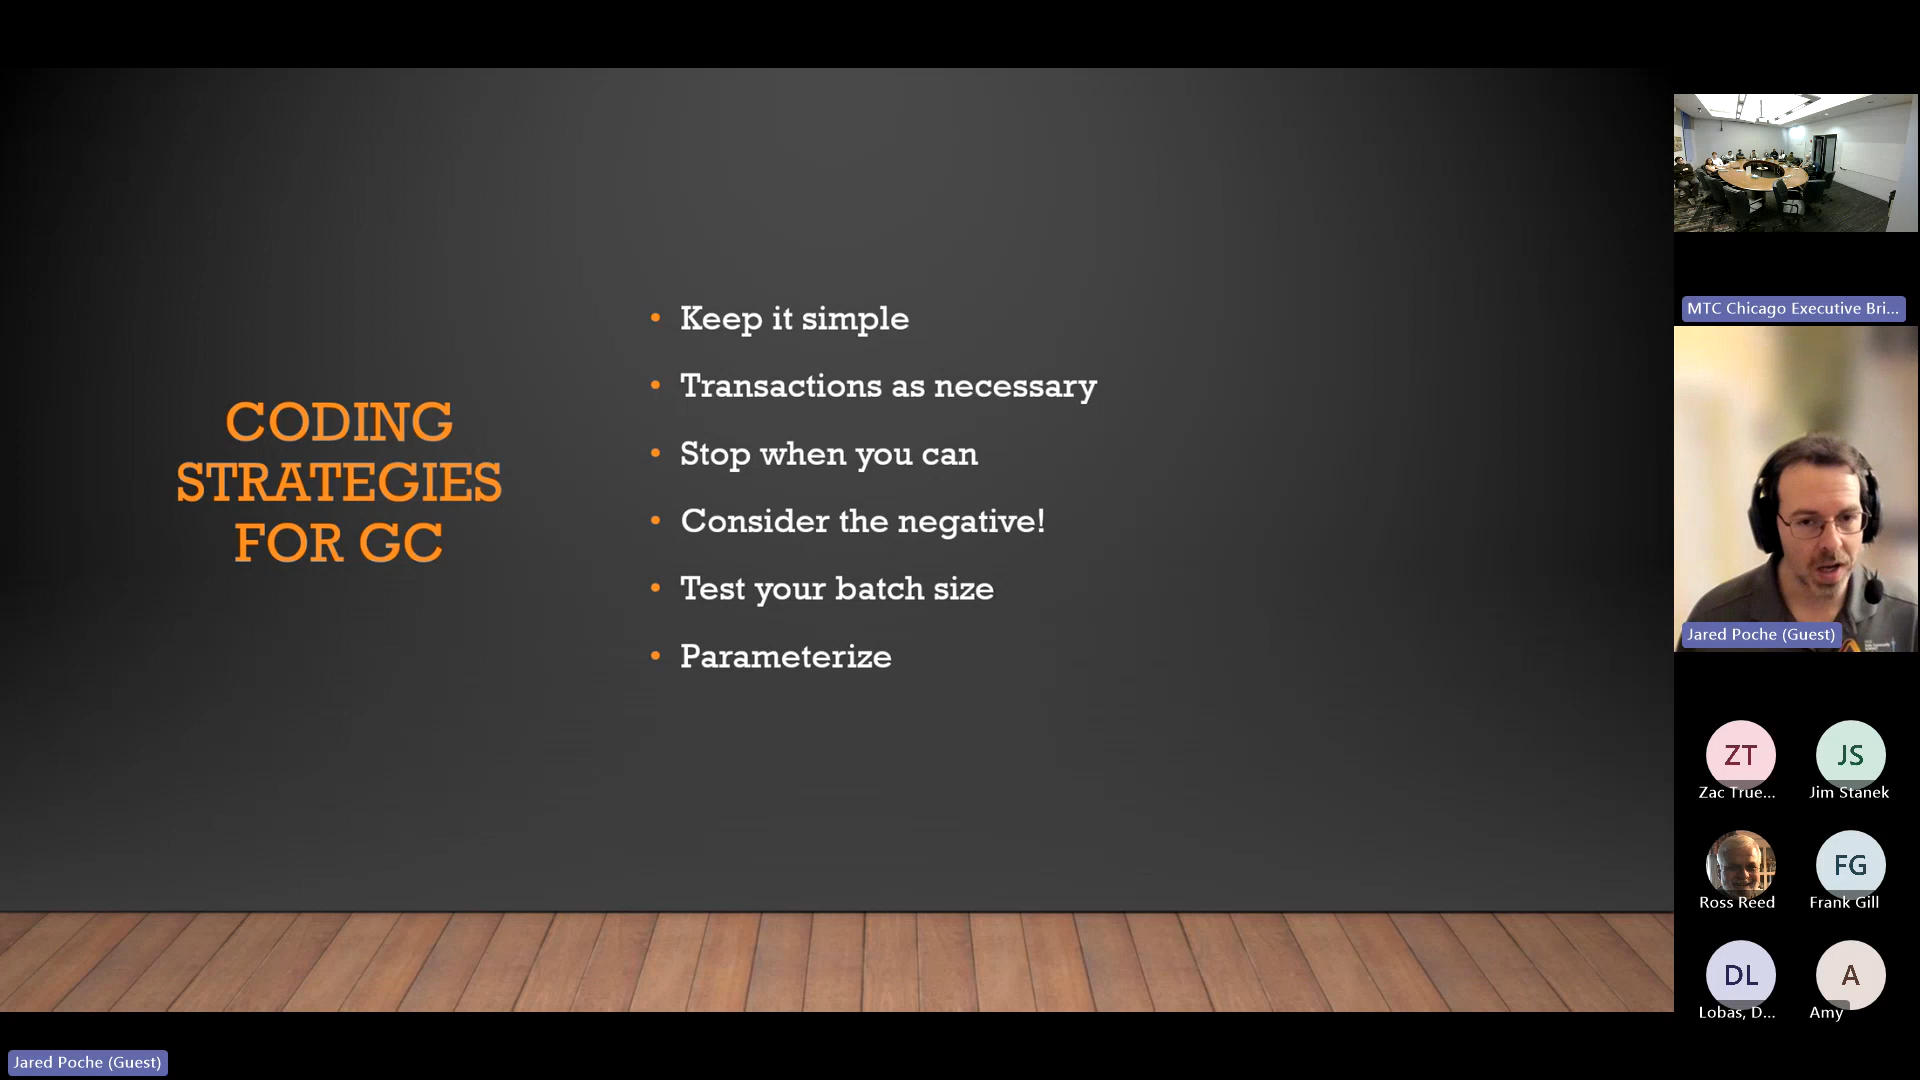 CODING
STRATEGIES
FOR GC
Keep it simple
Transactions as necessary
Stop when you can
Consider the negative!
Test your batch size
Parameterize
MTC Chicago Executive Bri...
Jared Poche (Guest)
ZT
Zac True...
JS
Jim Stanek
Ross Reed
FG
Frank Gill
DL
Lobas, D...
A
Amy
Jared Poche (Guest)